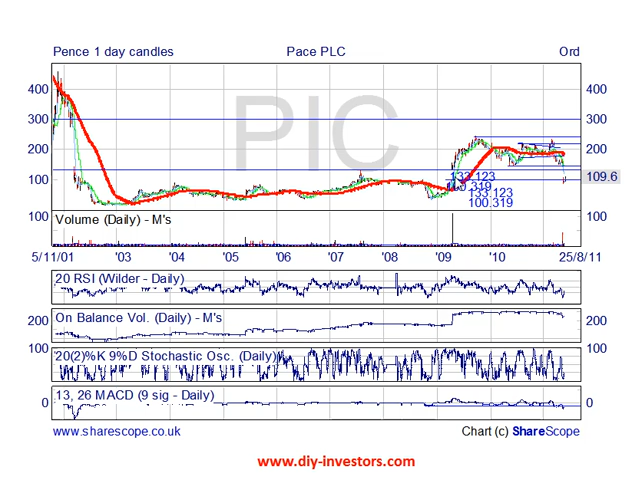 Pence 1 day candles Pace PLC Ord
PIC
400 400
300 300
200 200
133.123
100 109.6
100.319
133.123
100.319
100 100
Volume (Daily) - M's
5/11/01 '03 '04 '05 '06 '07 '08 '09 '10 25/8/11
20 RSI (Wilder - Daily)
On Balance Vol. (Daily) - M's
200 200
100 100
20(2)%K 9%D Stochastic Osc. (Daily)
13, 26 MACD (9 sig - Daily)
0 0
www.sharescope.co.uk Chart (c) ShareScope
www.diy-investors.com